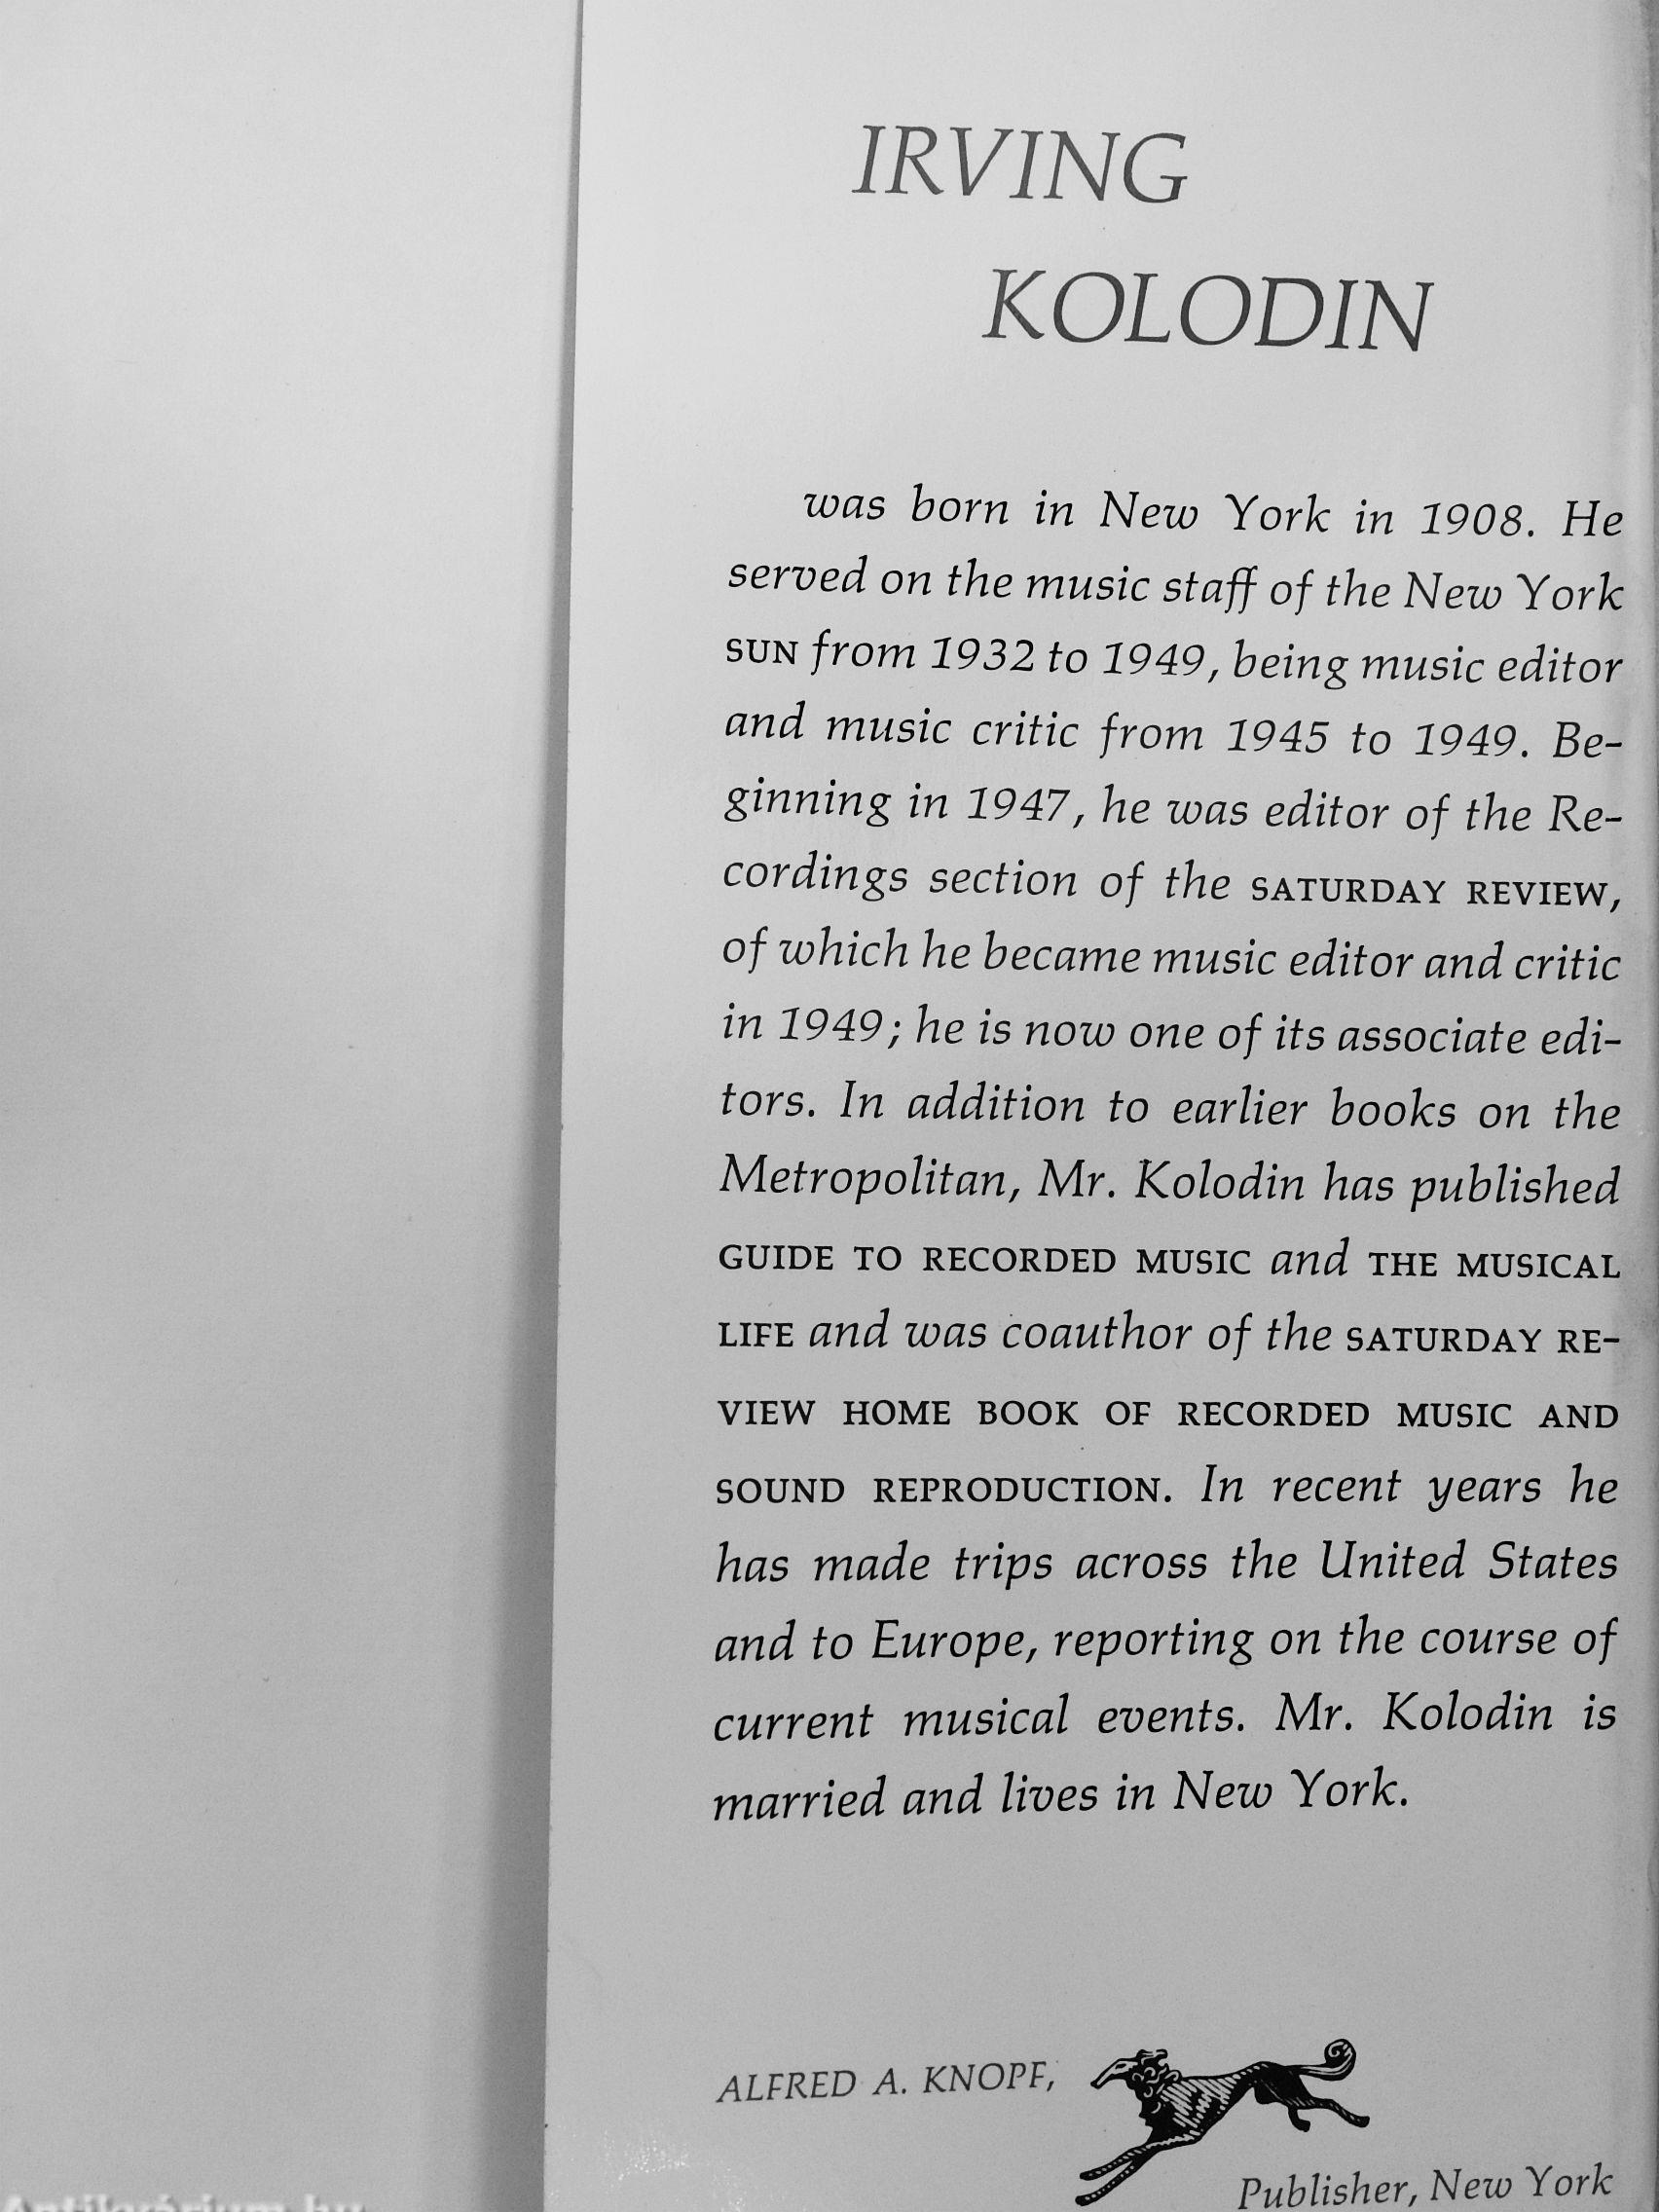 IRVING
KOLODIN
was born in New York in 1908. He
served on the music staff of the New York
SUN from 1932 to 1949, being music editor
and music critic from 1945 to 1949. Be-
ginning in 1947, he was editor of the Re-
cordings section of the SATURDAY REVIEW,
of which he became music editor and critic
in 1949; he is now one of its associate edi-
tors. In addition to earlier books on the
Metropolitan, Mr. Kolodin has published
GUIDE TO RECORDED MUSIC and THE MUSICAL
LIFE and was coauthor of the SATURDAY RE-
VIEW HOME BOOK OF RECORDED MUSIC AND
SOUND REPRODUCTION. In recent years he
has made trips across the United States
and to Europe, reporting on the course of
current musical events. Mr. Kolodin is
married and lives in New York.
ALFRED A. KNOPF,
Publisher, New York
Antikvárium.hu